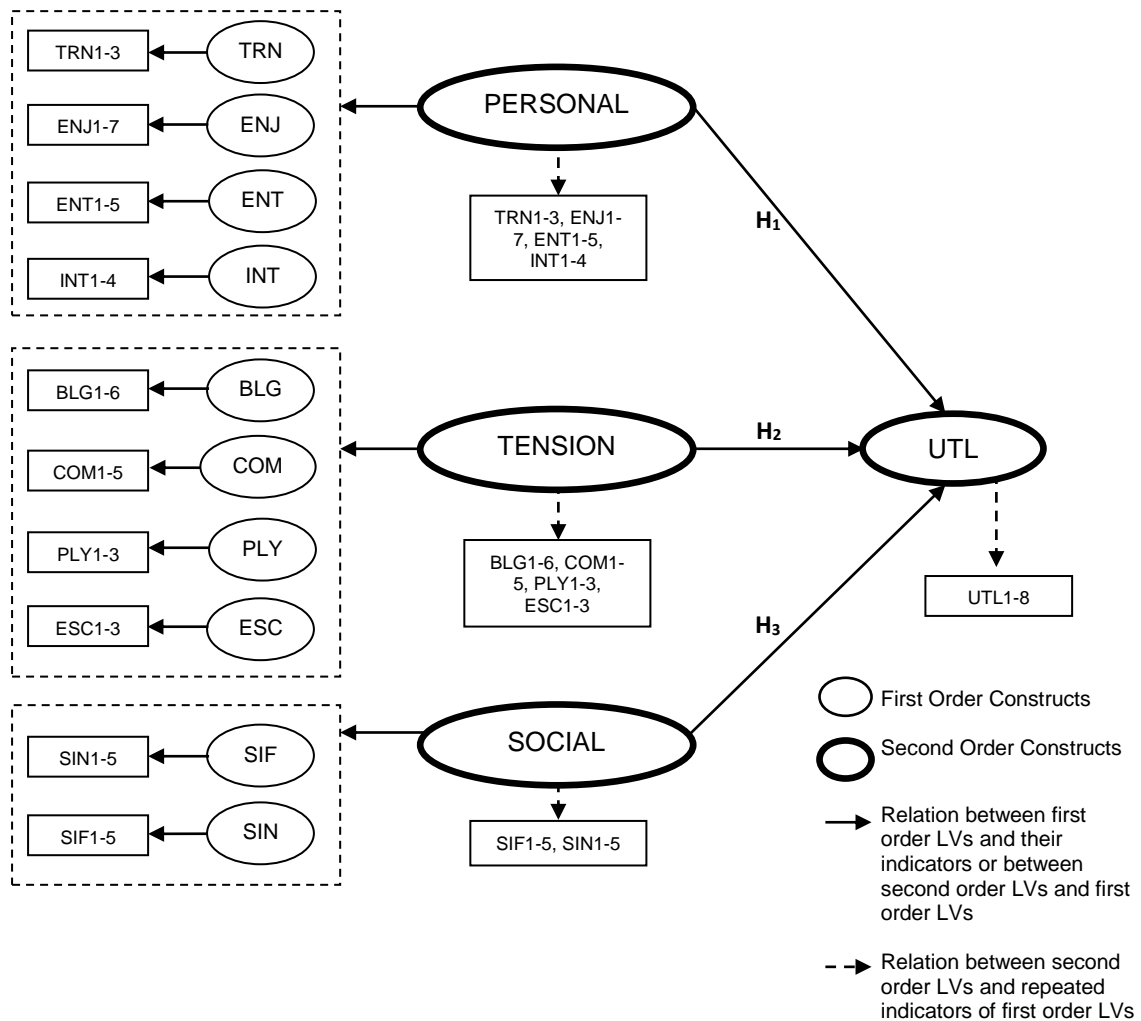 TRN1-3
TRN
ENJ1-7
ENJ
ENT1-5
ENT
INT1-4
INT
PERSONAL
TRN1-3, ENJ1-
7, ENT1-5,
INT1-4
H1
BLG1-6
BLG
COM1-5
COM
PLY1-3
PLY
ESC1-3
ESC
TENSION
BLG1-6, COM1-
5, PLY1-3,
ESC1-3
H2
UTL
UTL1-8
SIN1-5
SIF
SIF1-5
SIN
SOCIAL
SIF1-5, SIN1-5
H3
First Order Constructs
Second Order Constructs
Relation between first
order LVs and their
indicators or between
second order LVs and first
order LVs
Relation between second
order LVs and repeated
indicators of first order LVs